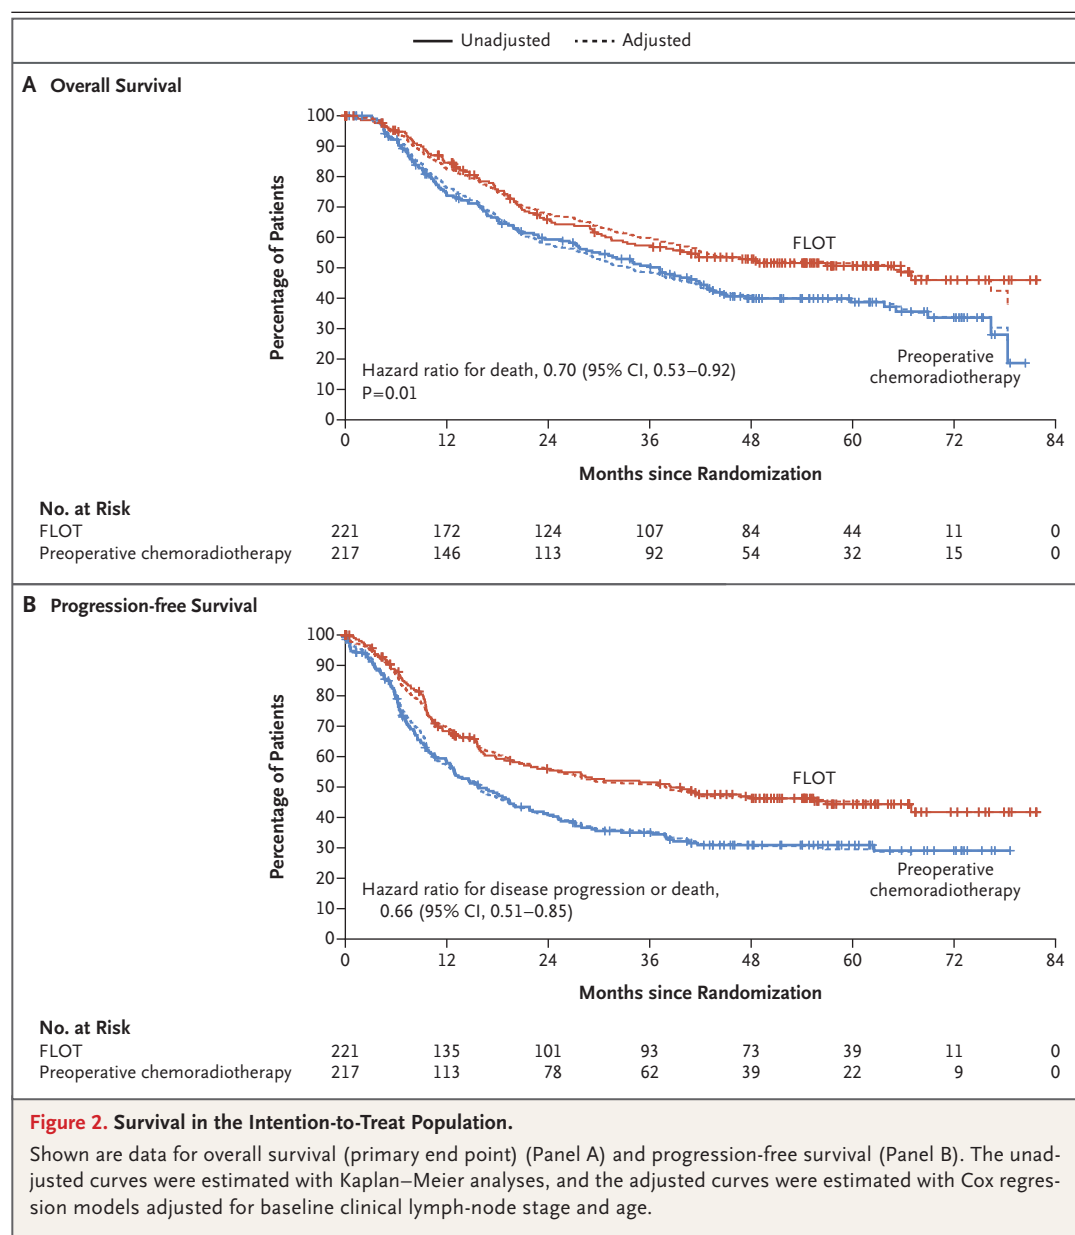 Unadjusted Adjusted
A Overall Survival
100
90
80
70
60
50
40
30
20
10
0
Percentage of Patients
FLOT
Preoperative
chemoradiotherapy
Hazard ratio for death, 0.70 (95% CI, 0.53–0.92)
P=0.01
0 12 24 36 48 60 72 84
Months since Randomization
No. at Risk
FLOT 221 172 124 107 84 44 11 0
Preoperative chemoradiotherapy 217 146 113 92 54 32 15 0
B Progression-free Survival
100
90
80
70
60
50
40
30
20
10
0
Percentage of Patients
FLOT
Preoperative
chemoradiotherapy
Hazard ratio for disease progression or death,
0.66 (95% CI, 0.51–0.85)
0 12 24 36 48 60 72 84
Months since Randomization
No. at Risk
FLOT 221 135 101 93 73 39 11 0
Preoperative chemoradiotherapy 217 113 78 62 39 22 9 0
Figure 2. Survival in the Intention-to-Treat Population.
Shown are data for overall survival (primary end point) (Panel A) and progression-free survival (Panel B). The unad-
justed curves were estimated with Kaplan–Meier analyses, and the adjusted curves were estimated with Cox regres-
sion models adjusted for baseline clinical lymph-node stage and age.